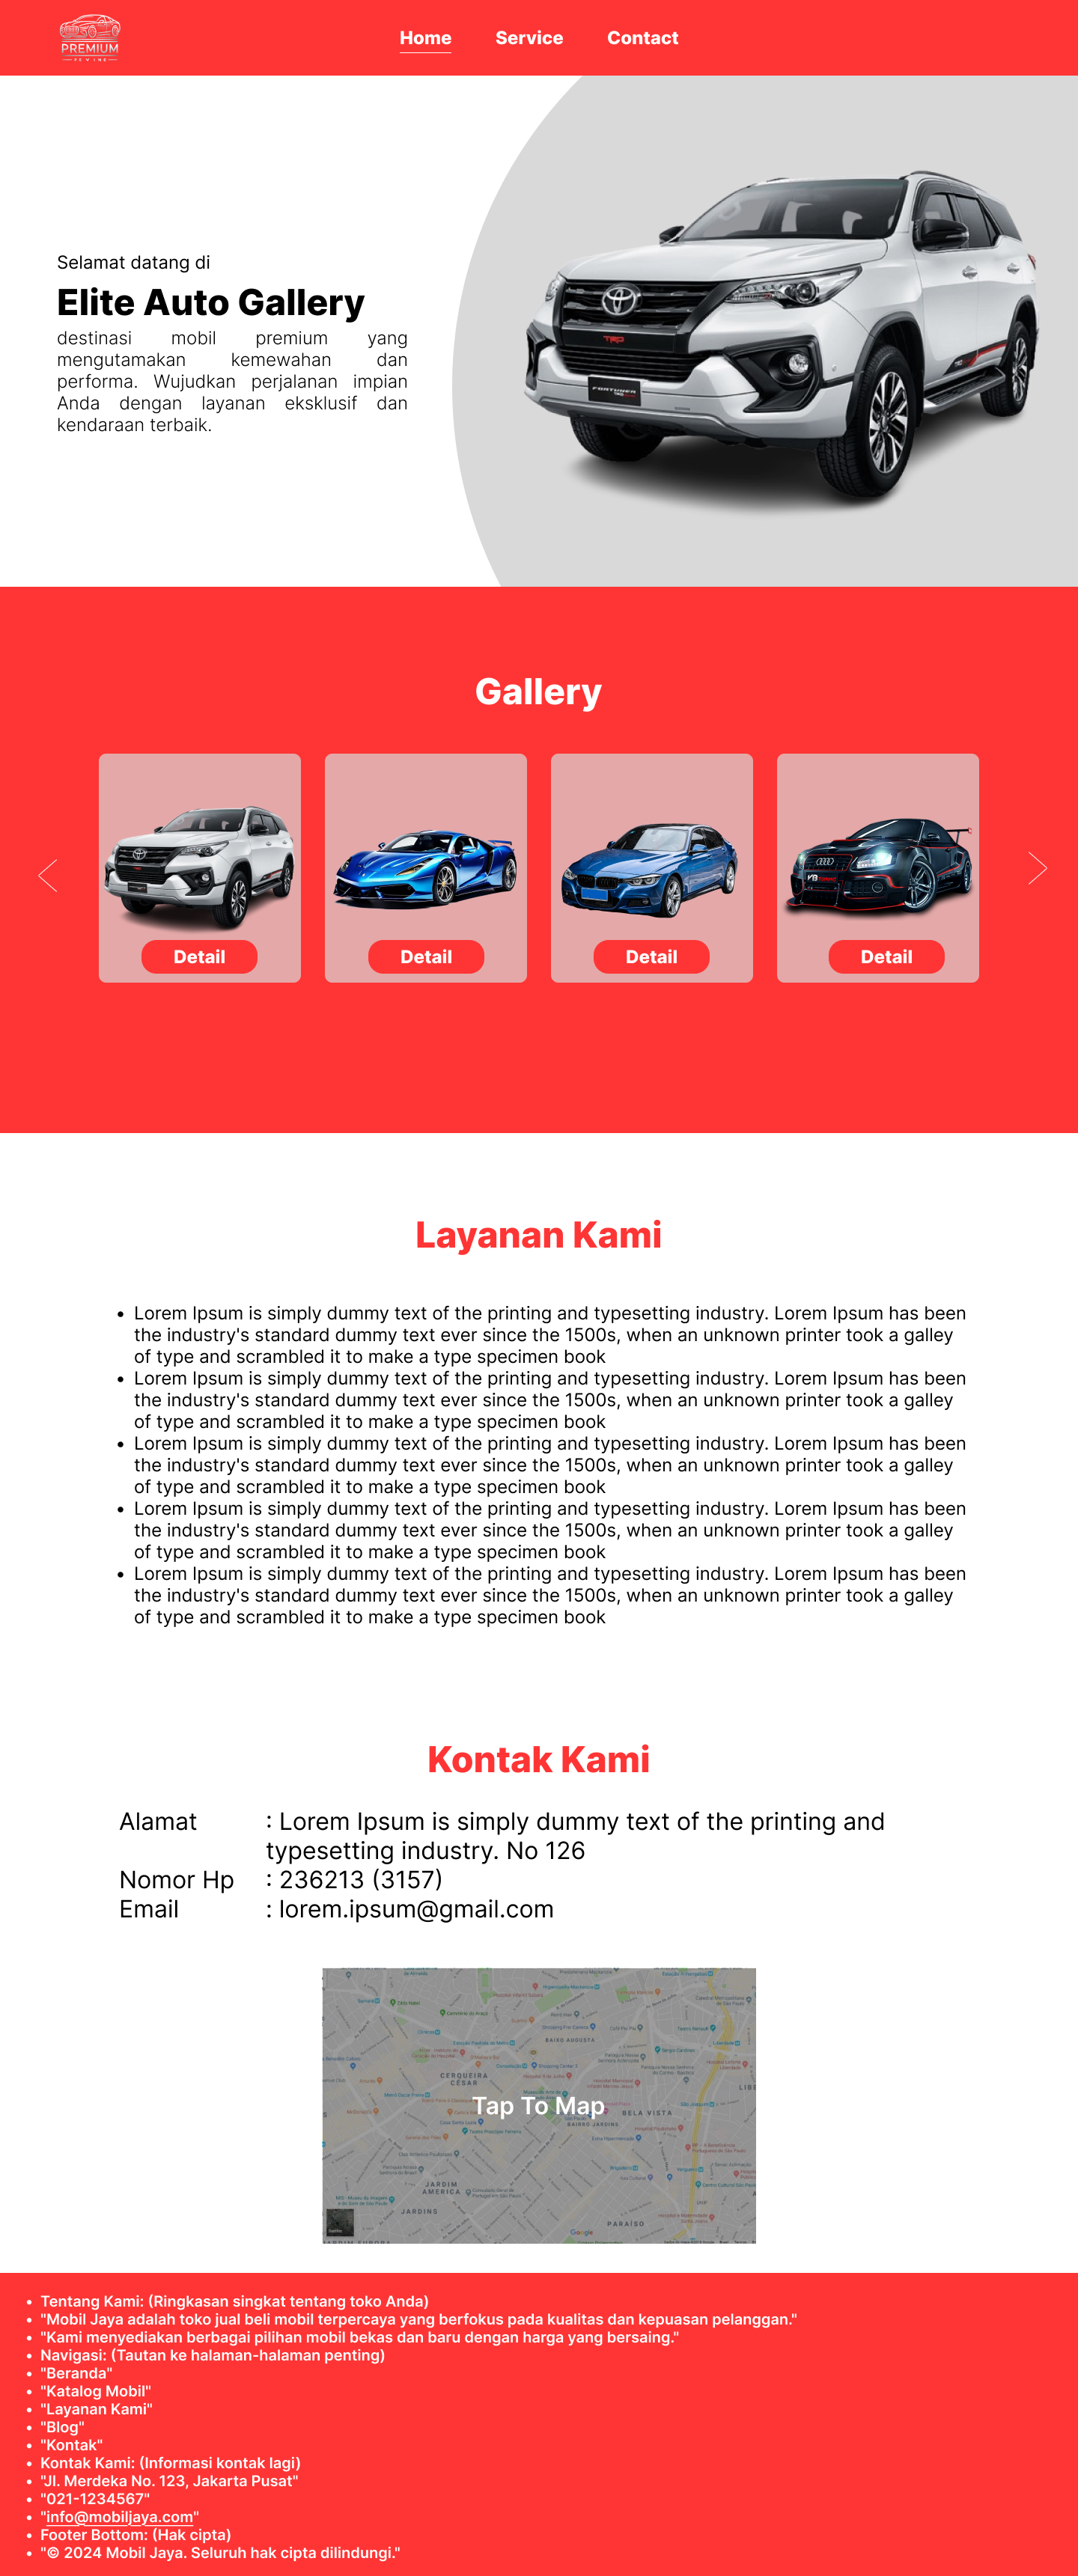 PREMIUM
Home Service Contact
Selamat datang di
Elite Auto Gallery
destinasi mobil premium yang
mengutamakan kemewahan dan
performa. Wujudkan perjalanan impian
Anda dengan layanan eksklusif dan
kendaraan terbaik.
TRD
FORTUNER
Gallery
Detail Detail Detail Detail
Layanan Kami
• Lorem Ipsum is simply dummy text of the printing and typesetting industry. Lorem Ipsum has been
the industry's standard dummy text ever since the 1500s, when an unknown printer took a galley
of type and scrambled it to make a type specimen book
• Lorem Ipsum is simply dummy text of the printing and typesetting industry. Lorem Ipsum has been
the industry's standard dummy text ever since the 1500s, when an unknown printer took a galley
of type and scrambled it to make a type specimen book
• Lorem Ipsum is simply dummy text of the printing and typesetting industry. Lorem Ipsum has been
the industry's standard dummy text ever since the 1500s, when an unknown printer took a galley
of type and scrambled it to make a type specimen book
• Lorem Ipsum is simply dummy text of the printing and typesetting industry. Lorem Ipsum has been
the industry's standard dummy text ever since the 1500s, when an unknown printer took a galley
of type and scrambled it to make a type specimen book
• Lorem Ipsum is simply dummy text of the printing and typesetting industry. Lorem Ipsum has been
the industry's standard dummy text ever since the 1500s, when an unknown printer took a galley
of type and scrambled it to make a type specimen book
Kontak Kami
Alamat : Lorem Ipsum is simply dummy text of the printing and
typesetting industry. No 126
Nomor Hp : 236213 (3157)
Email : lorem.ipsum@gmail.com
BAIXO AUGUSTA
CERQUEIRA
CÉSAR
Tap To Map
BELA VISTA
BAIRRO JARDINS
JARDIM
AMERICA
JARDINS
PARAÍSO
Google
• Tentang Kami: (Ringkasan singkat tentang toko Anda)
• "Mobil Jaya adalah toko jual beli mobil terpercaya yang berfokus pada kualitas dan kepuasan pelanggan."
• "Kami menyediakan berbagai pilihan mobil bekas dan baru dengan harga yang bersaing."
• Navigasi: (Tautan ke halaman-halaman penting)
• "Beranda"
• "Katalog Mobil"
• "Layanan Kami"
• "Blog"
• "Kontak"
• Kontak Kami: (Informasi kontak lagi)
• "Jl. Merdeka No. 123, Jakarta Pusat"
• "021-1234567"
• "info@mobiljaya.com"
• Footer Bottom: (Hak cipta)
• "© 2024 Mobil Jaya. Seluruh hak cipta dilindungi."